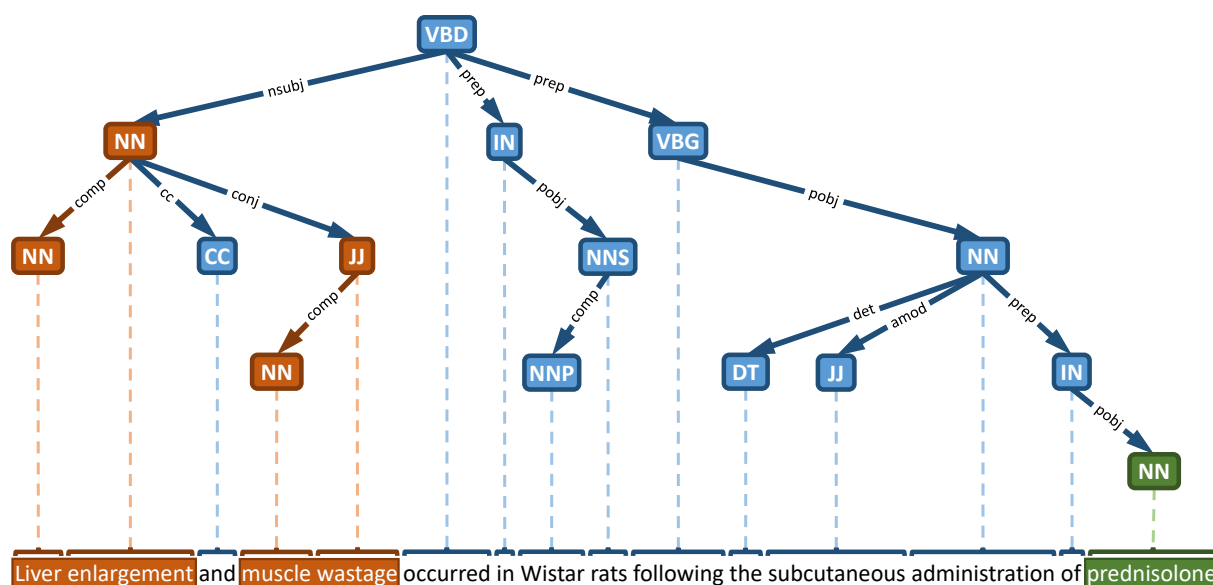 VBD
nsubj prep prep
NN IN VBG
comp cc conj pobj pobj
NN CC JJ NNS NN
comp comp det amod prep
NN NNP DT JJ IN
pobj
NN
Liver enlargement and muscle wastage occurred in Wistar rats following the subcutaneous administration of prednisolone